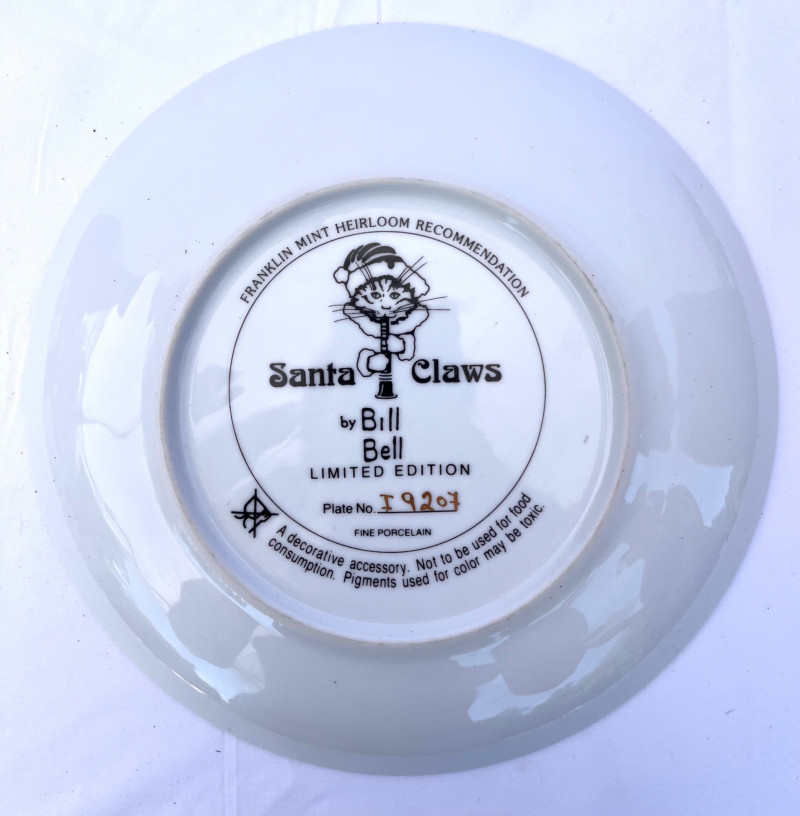 FRANKLIN MINT HEIRLOOM RECOMMENDATION
Santa Claws
by Bill
Bell
LIMITED EDITION
Plate No. I9207
FINE PORCELAIN
A decorative accessory. Not to be used for food
consumption. Pigments used for color may be toxic.